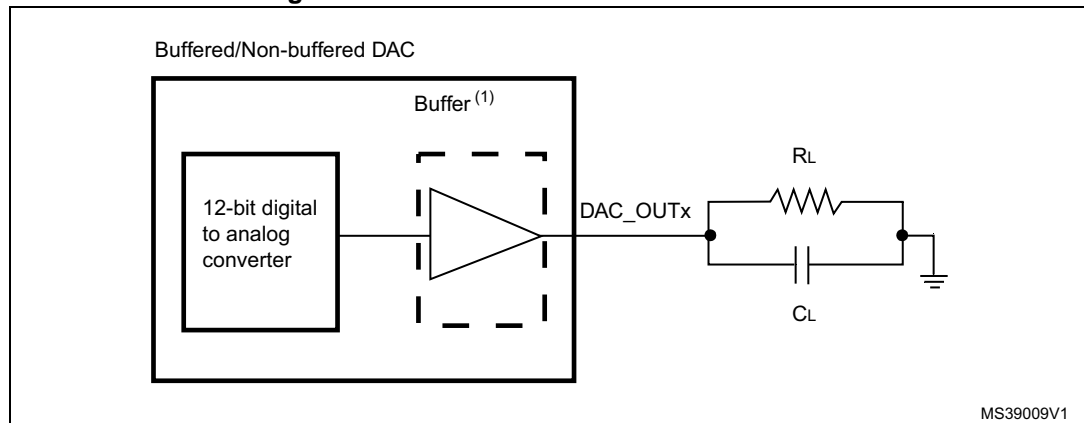 Buffered/Non-buffered DAC
Buffer (1)
12-bit digital
to analog
converter
DAC_OUTx
RL
CL
MS39009V1